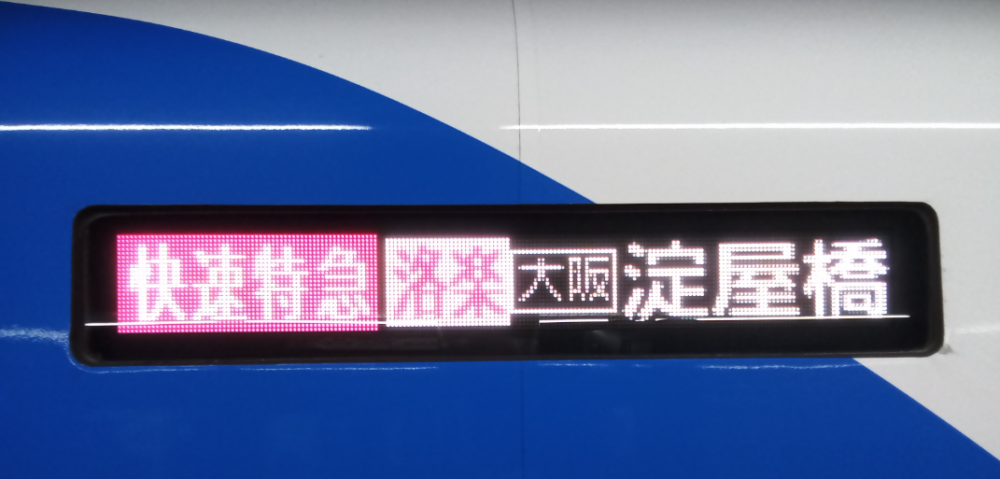 快速特急 洛楽 大阪 淀屋橋